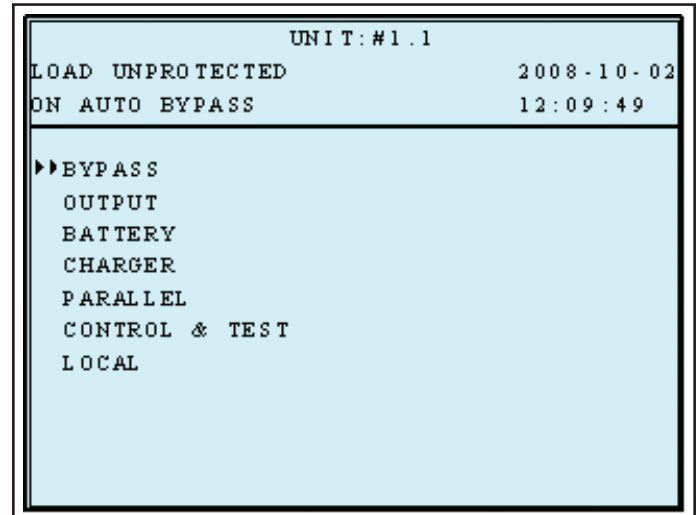 UNIT:#1.1
LOAD UNPROTECTED 2008-10-02
ON AUTO BYPASS 12:09:49
BYPASS
OUTPUT
BATTERY
CHARGER
PARALLEL
CONTROL & TEST
LOCAL